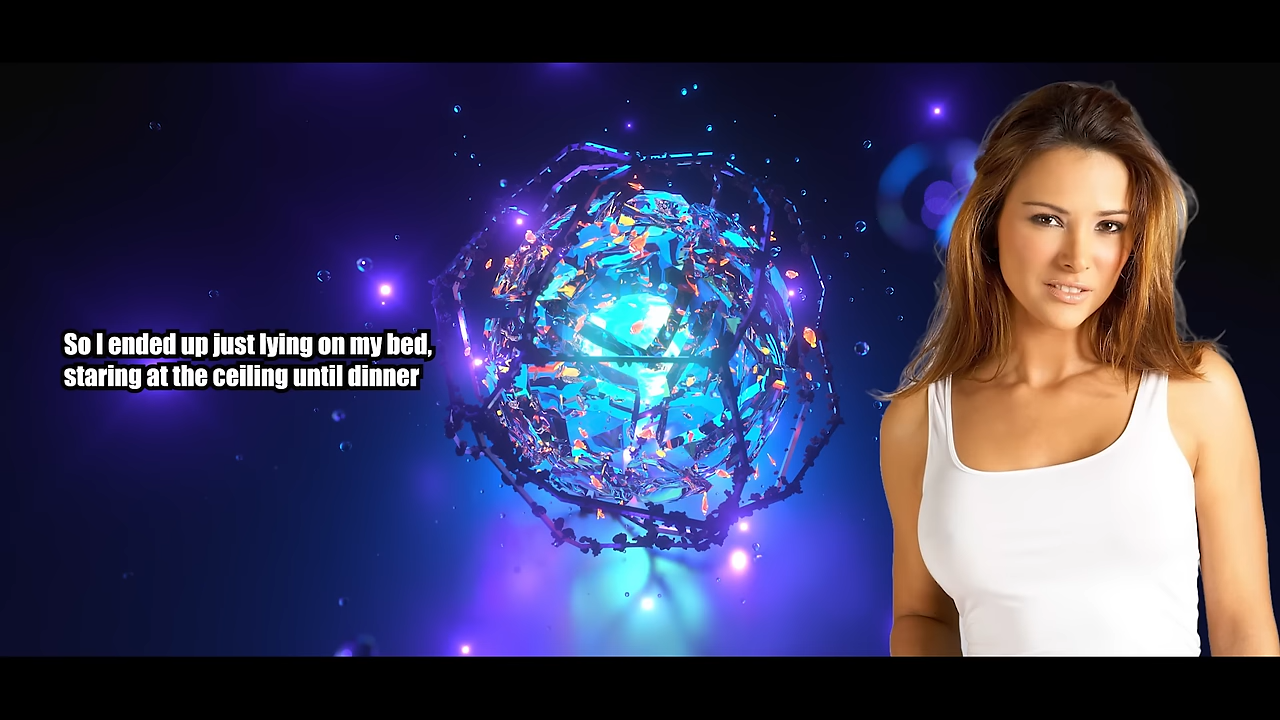 So I ended up just lying on my bed,
staring at the ceiling until dinner